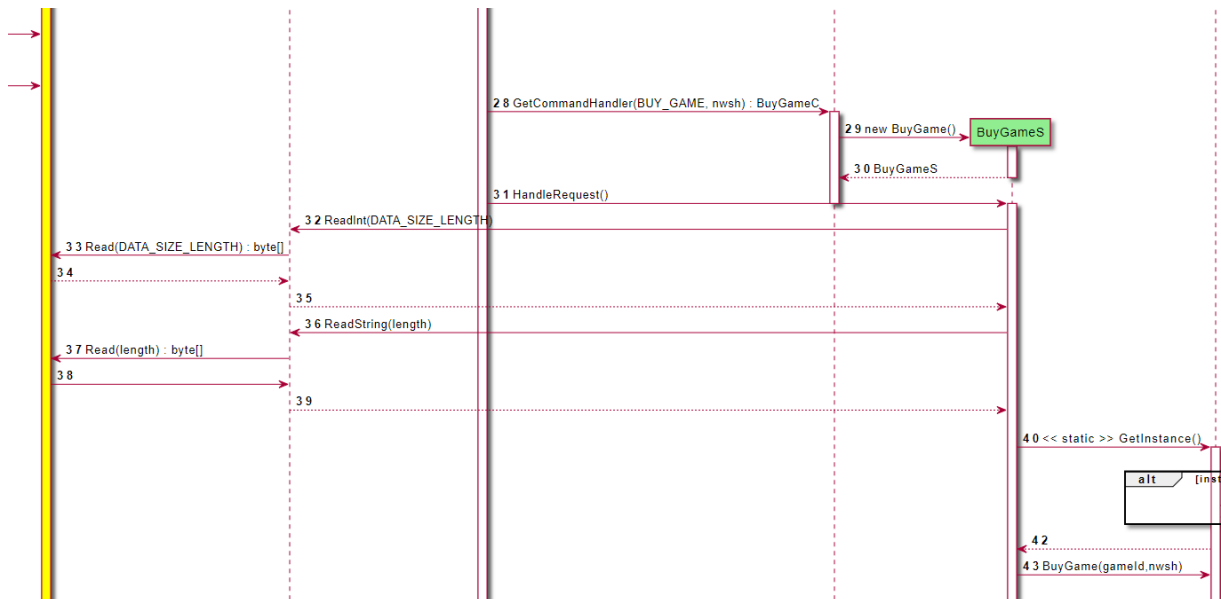 28 GetCommandHandler(BUY_GAME, nwsh) : BuyGameC
29 new BuyGame()
BuyGameS
30 BuyGameS
31 HandleRequest()
32 ReadInt(DATA_SIZE_LENGTH)
33 Read(DATA_SIZE_LENGTH) : byte[]
34
35
36 ReadString(length)
37 Read(length) : byte[]
38
39
40 << static >> GetInstance()
alt [inst
42
43 BuyGame(gameId,nwsh)